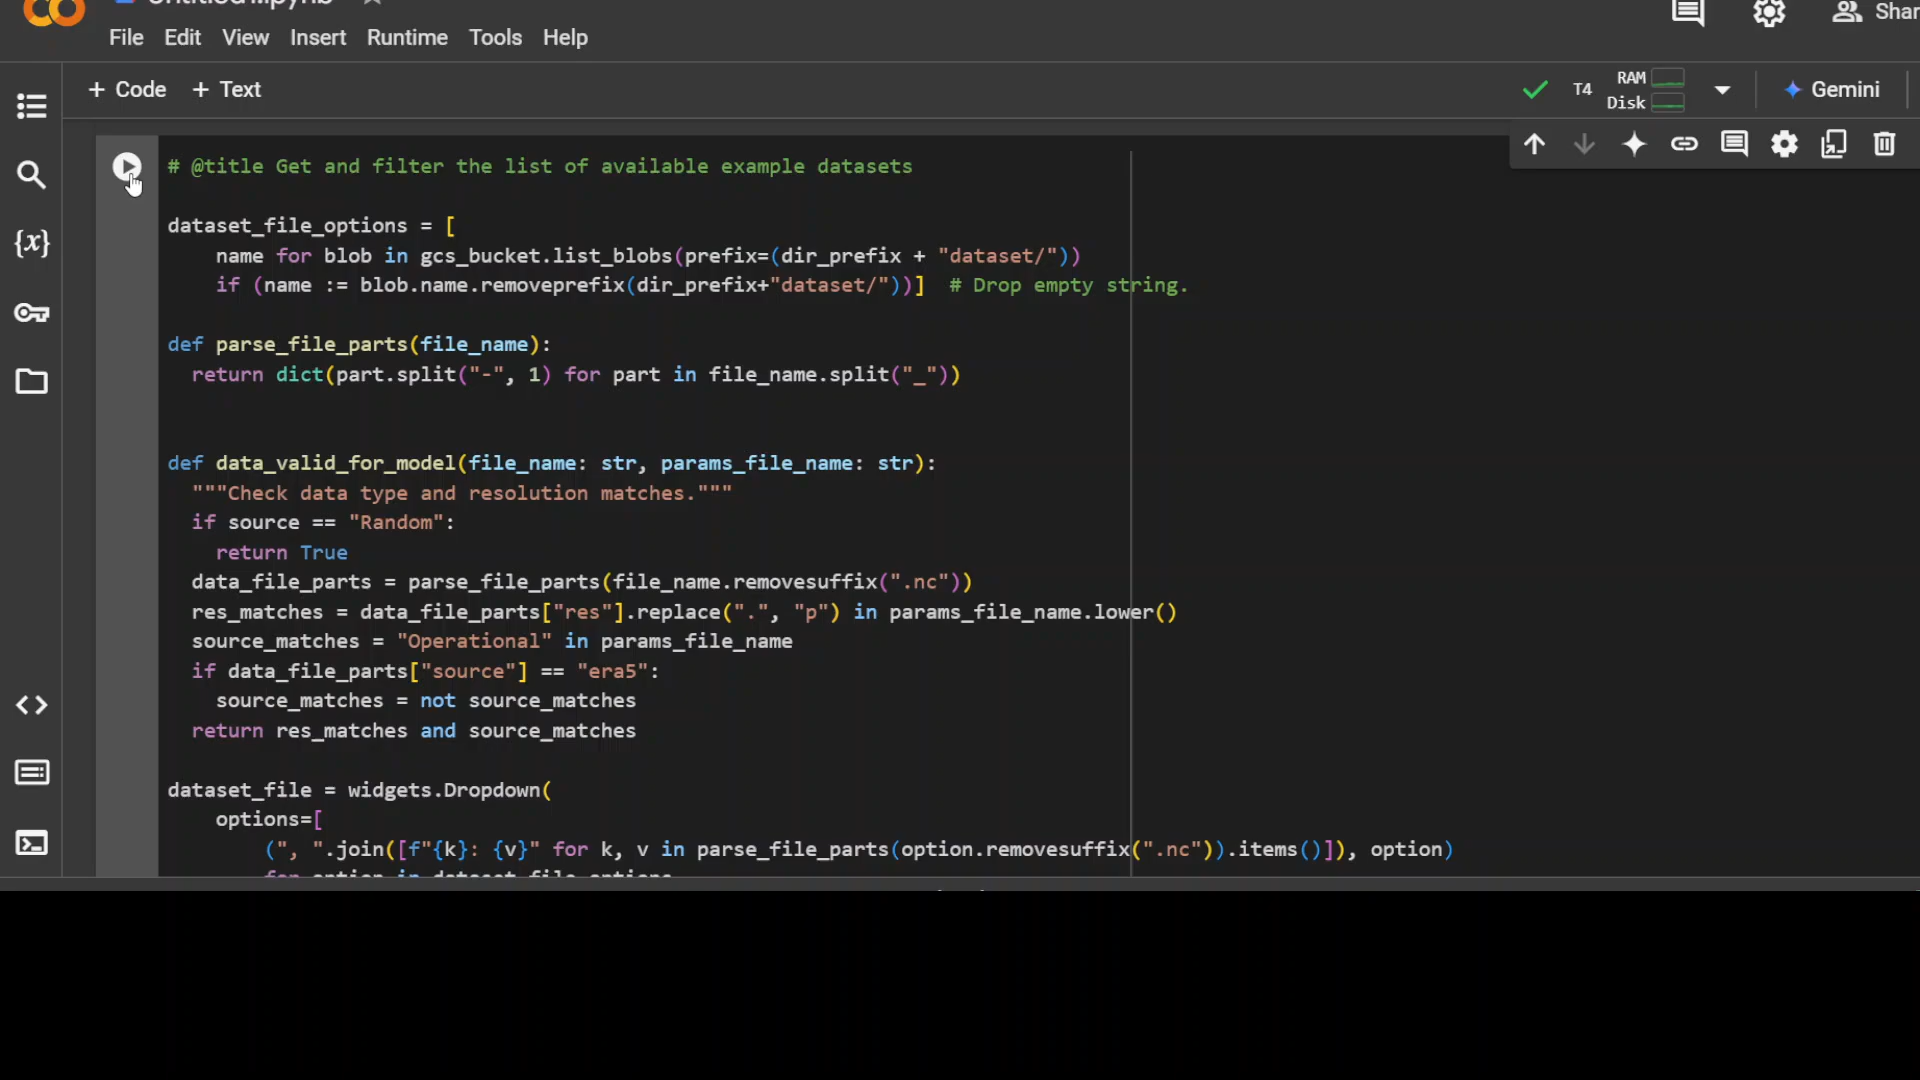 File Edit View Insert Runtime Tools Help
Shar
+ Code + Text
T4 RAM Disk Gemini
# @title Get and filter the list of available example datasets
dataset_file_options = [
name for blob in gcs_bucket.list_blobs(prefix=(dir_prefix + "dataset/"))
if (name := blob.name.removeprefix(dir_prefix+"dataset/"))] # Drop empty string.
def parse_file_parts(file_name):
return dict(part.split("-", 1) for part in file_name.split("_"))
def data_valid_for_model(file_name: str, params_file_name: str):
"""Check data type and resolution matches."""
if source == "Random":
return True
data_file_parts = parse_file_parts(file_name.removesuffix(".nc"))
res_matches = data_file_parts["res"].replace(".", "p") in params_file_name.lower()
source_matches = "Operational" in params_file_name
if data_file_parts["source"] == "era5":
source_matches = not source_matches
return res_matches and source_matches
dataset_file = widgets.Dropdown(
options=[
(", ".join([f"{k}: {v}" for k, v in parse_file_parts(option.removesuffix(".nc")).items()]), option)
for option in dataset_file_options